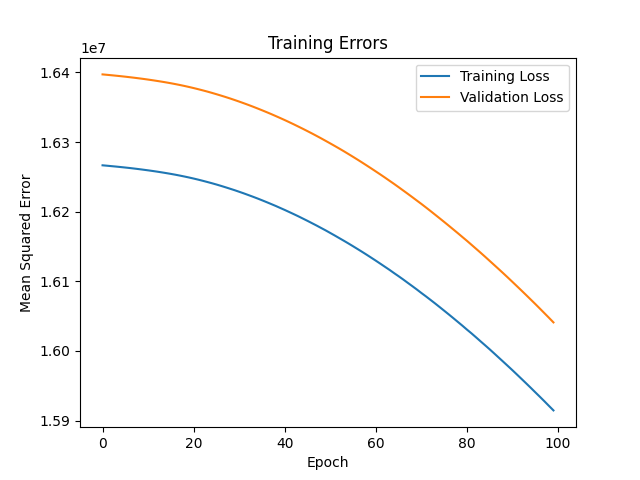 Training Errors
1e7
Training Loss
Validation Loss
1.64
1.63
1.62
1.61
1.60
1.59
Mean Squared Error
0 20 40 60 80 100
Epoch